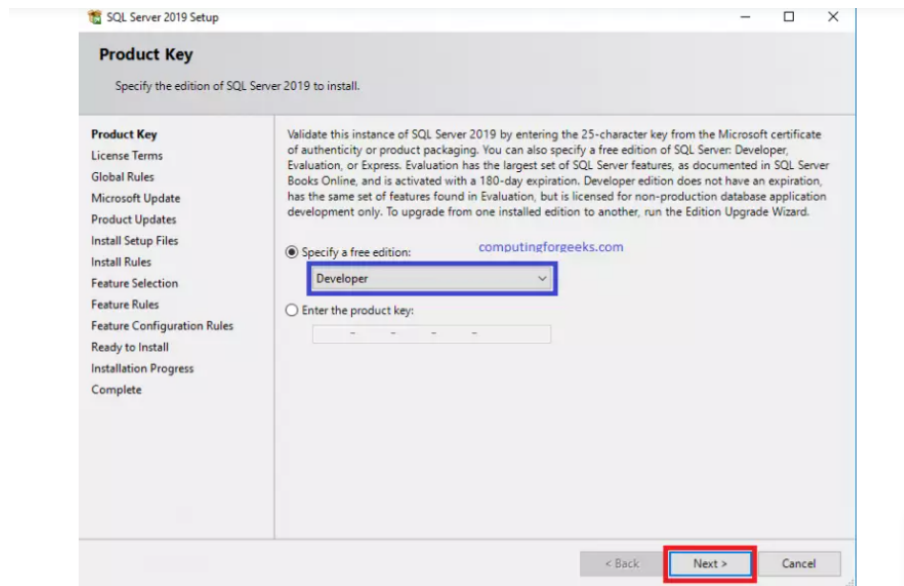 SQL Server 2019 Setup
Product Key
Specify the edition of SQL Server 2019 to install.
Product Key
License Terms
Global Rules
Microsoft Update
Product Updates
Install Setup Files
Install Rules
Feature Selection
Feature Rules
Feature Configuration Rules
Ready to Install
Installation Progress
Complete
Validate this instance of SQL Server 2019 by entering the 25-character key from the Microsoft certificate
of authenticity or product packaging. You can also specify a free edition of SQL Server: Developer,
Evaluation, or Express. Evaluation has the largest set of SQL Server features, as documented in SQL Server
Books Online, and is activated with a 180-day expiration. Developer edition does not have an expiration,
has the same set of features found in Evaluation, but is licensed for non-production database application
development only. To upgrade from one installed edition to another, run the Edition Upgrade Wizard.
Specify a free edition:
computingforgeeks.com
Developer
Enter the product key:
- - - -
< Back Next > Cancel